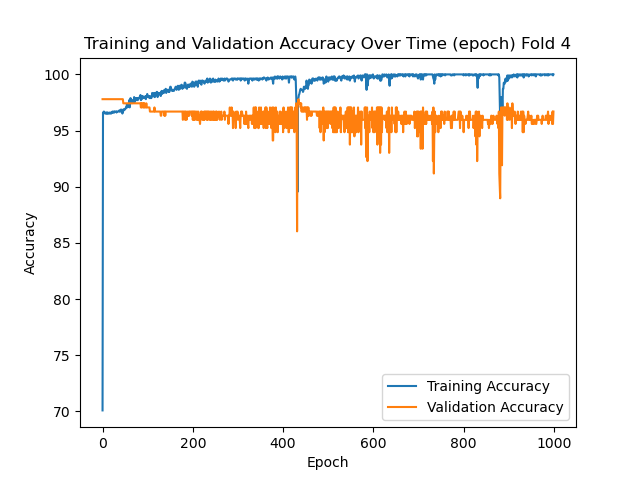 Training and Validation Accuracy Over Time (epoch) Fold 4
100
95
90
85
80
75
70
Accuracy
0
200
400
600
800
1000
Epoch
Training Accuracy
Validation Accuracy